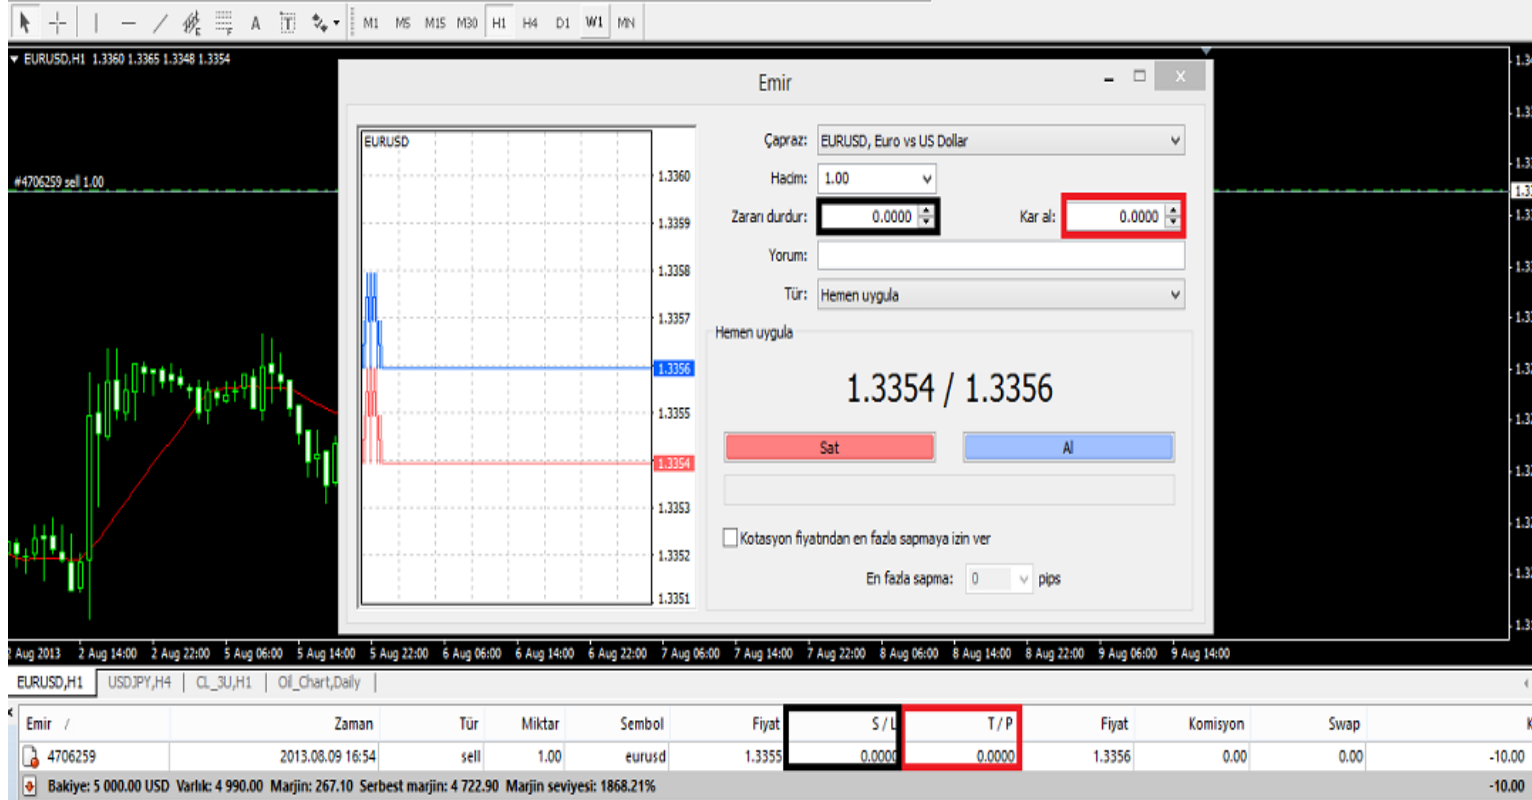 A T M1 M5 M15 M30 H1 H4 D1 W1 MN
EURUSD,H1 1.3360 1.3365 1.3348 1.3354
#4706259 sell 1.00
Emir
EURUSD
1.3360
1.3359
1.3358
1.3357
1.3356
1.3355
1.3354
1.3353
1.3352
1.3351
Çapraz: EURUSD, Euro vs US Dollar
Hacim: 1.00
Zararı durdur: 0.0000 Kar al: 0.0000
Yorum:
Tür: Hemen uygula
Hemen uygula
1.3354 / 1.3356
Sat Al
Kotasyon fiyatından en fazla sapmaya izin ver
En fazla sapma: 0 pips
2 Aug 2013 2 Aug 14:00 2 Aug 22:00 5 Aug 06:00 5 Aug 14:00 5 Aug 22:00 6 Aug 06:00 6 Aug 14:00 6 Aug 22:00 7 Aug 06:00 7 Aug 14:00 7 Aug 22:00 8 Aug 06:00 8 Aug 14:00 8 Aug 22:00 9 Aug 06:00 9 Aug 14:00
EURUSD,H1 USDJPY,H4 CL_3U,H1 Oil_Chart,Daily
Emir / Zaman Tür Miktar Sembol Fiyat S / L T / P Fiyat Komisyon Swap
4706259 2013.08.09 16:54 sell 1.00 eurusd 1.3355 0.0000 0.0000 1.3356 0.00 0.00 -10.00
Bakiye: 5 000.00 USD Varlık: 4 990.00 Marjin: 267.10 Serbest marjin: 4 722.90 Marjin seviyesi: 1868.21% -10.00